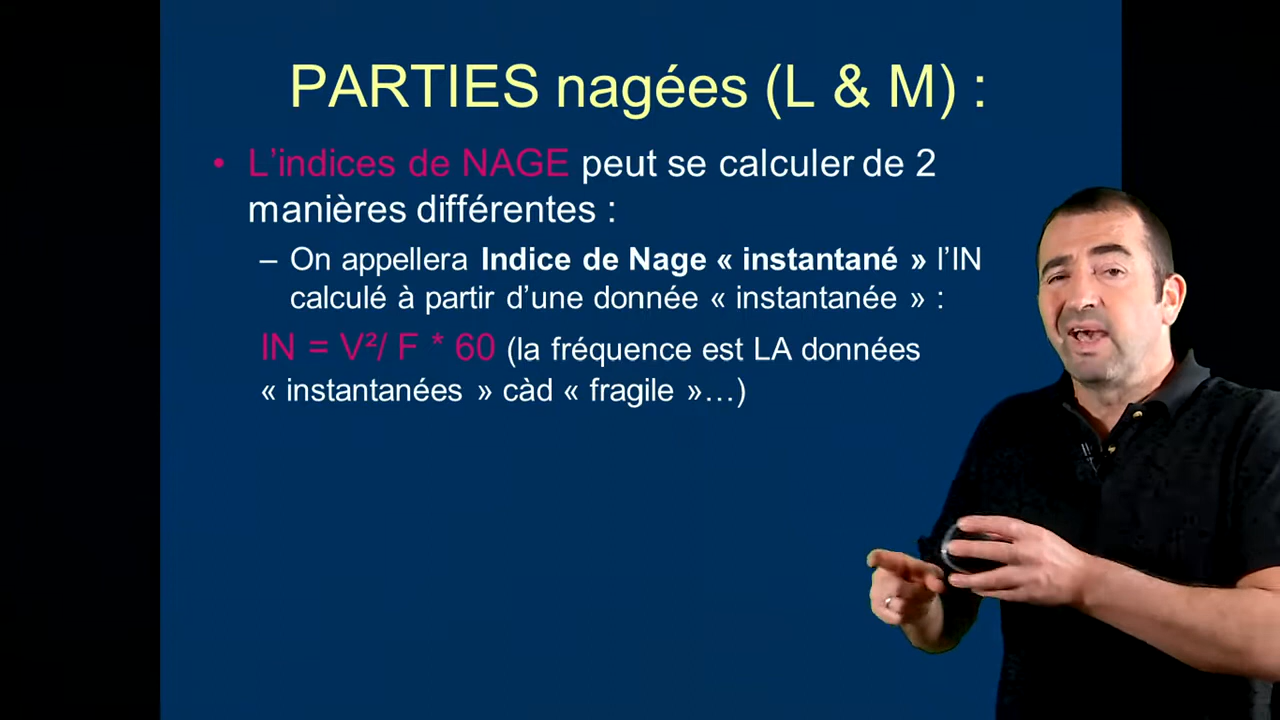 PARTIES nagées (L & M) :
• L’indices de NAGE peut se calculer de 2
manières différentes :
– On appellera Indice de Nage « instantané » l’IN
calculé à partir d’une donnée « instantanée » :
IN = V²/ F * 60 (la fréquence est LA données
« instantanées » càd « fragile »…)